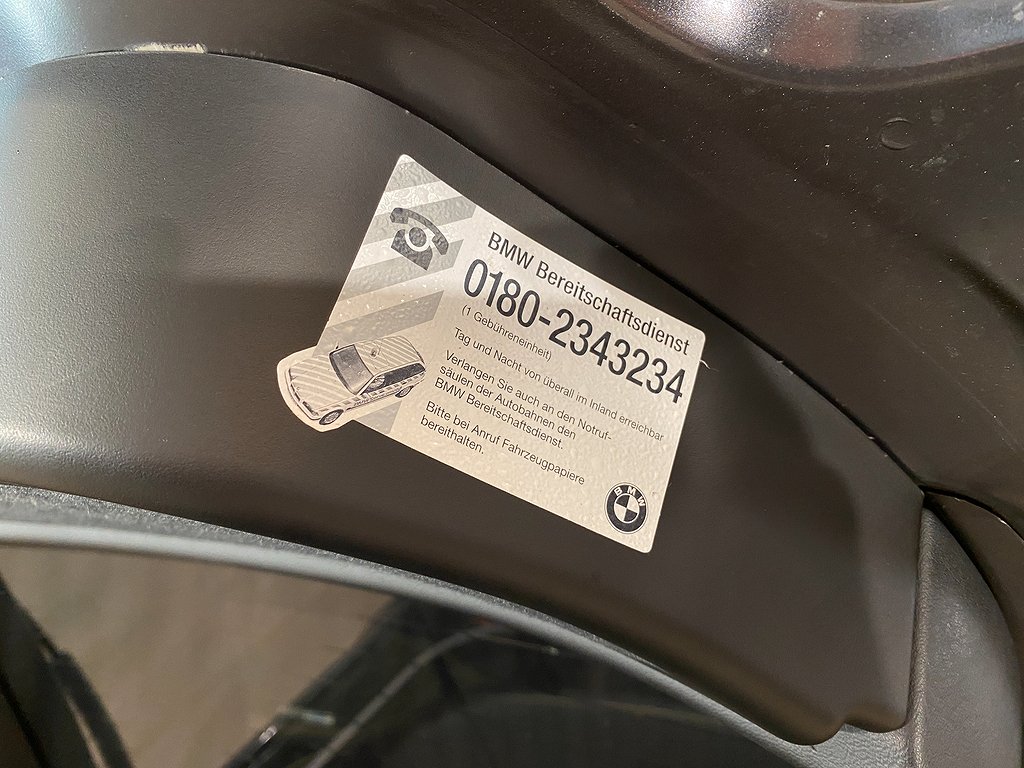 BMW Bereitschaftsdienst
0180-2343234
(1 Gebühreneinheit)
Tag und Nacht von überall im Inland erreichbar
Verlangen Sie auch an den Notruf-
säulen der Autobahnen den
BMW Bereitschaftsdienst.
Bitte bei Anruf Fahrzeugpapiere
bereithalten.
BMW